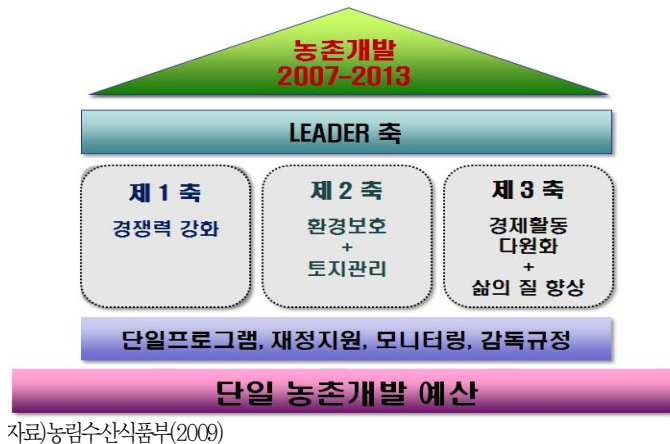 농촌개발
2007-2013
LEADER 축
제 1 축
경쟁력 강화
제 2 축
환경보호
+
토지관리
제 3 축
경제활동
다원화
+
삶의 질 향상
단일프로그램, 재정지원, 모니터링, 감독규정
단일 농촌개발 예산
자료)농림수산식품부(2009)